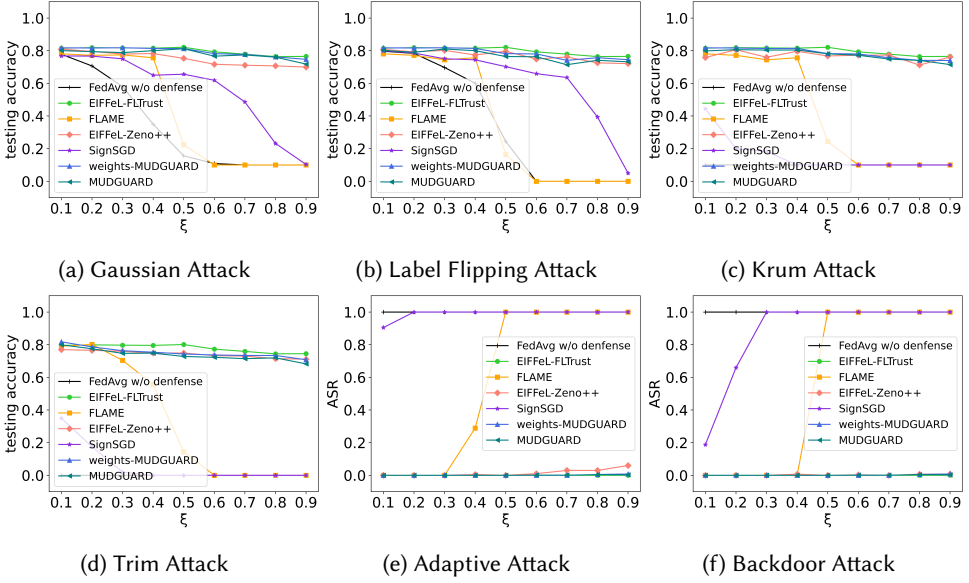 1.0
0.8
0.6
0.4
0.2
0.0
testing accuracy
FedAvg w/o denfense
EIFFeL-FLTrust
FLAME
EIFFeL-Zeno++
SignSGD
weights-MUDGUARD
MUDGUARD
0.1 0.2 0.3 0.4 0.5 0.6 0.7 0.8 0.9
ξ
(a) Gaussian Attack
1.0
0.8
0.6
0.4
0.2
0.0
testing accuracy
FedAvg w/o denfense
EIFFeL-FLTrust
FLAME
EIFFeL-Zeno++
SignSGD
weights-MUDGUARD
MUDGUARD
0.1 0.2 0.3 0.4 0.5 0.6 0.7 0.8 0.9
ξ
(b) Label Flipping Attack
1.0
0.8
0.6
0.4
0.2
0.0
testing accuracy
FedAvg w/o denfense
EIFFeL-FLTrust
FLAME
EIFFeL-Zeno++
SignSGD
weights-MUDGUARD
MUDGUARD
0.1 0.2 0.3 0.4 0.5 0.6 0.7 0.8 0.9
ξ
(c) Krum Attack
1.0
0.8
0.6
0.4
0.2
0.0
testing accuracy
FedAvg w/o denfense
EIFFeL-FLTrust
FLAME
EIFFeL-Zeno++
SignSGD
weights-MUDGUARD
MUDGUARD
0.1 0.2 0.3 0.4 0.5 0.6 0.7 0.8 0.9
ξ
(d) Trim Attack
1.0
0.8
0.6
0.4
0.2
0.0
ASR
FedAvg w/o denfense
EIFFeL-FLTrust
FLAME
EIFFeL-Zeno++
SignSGD
weights-MUDGUARD
MUDGUARD
0.1 0.2 0.3 0.4 0.5 0.6 0.7 0.8 0.9
ξ
(e) Adaptive Attack
1.0
0.8
0.6
0.4
0.2
0.0
ASR
FedAvg w/o denfense
EIFFeL-FLTrust
FLAME
EIFFeL-Zeno++
SignSGD
weights-MUDGUARD
MUDGUARD
0.1 0.2 0.3 0.4 0.5 0.6 0.7 0.8 0.9
ξ
(f) Backdoor Attack